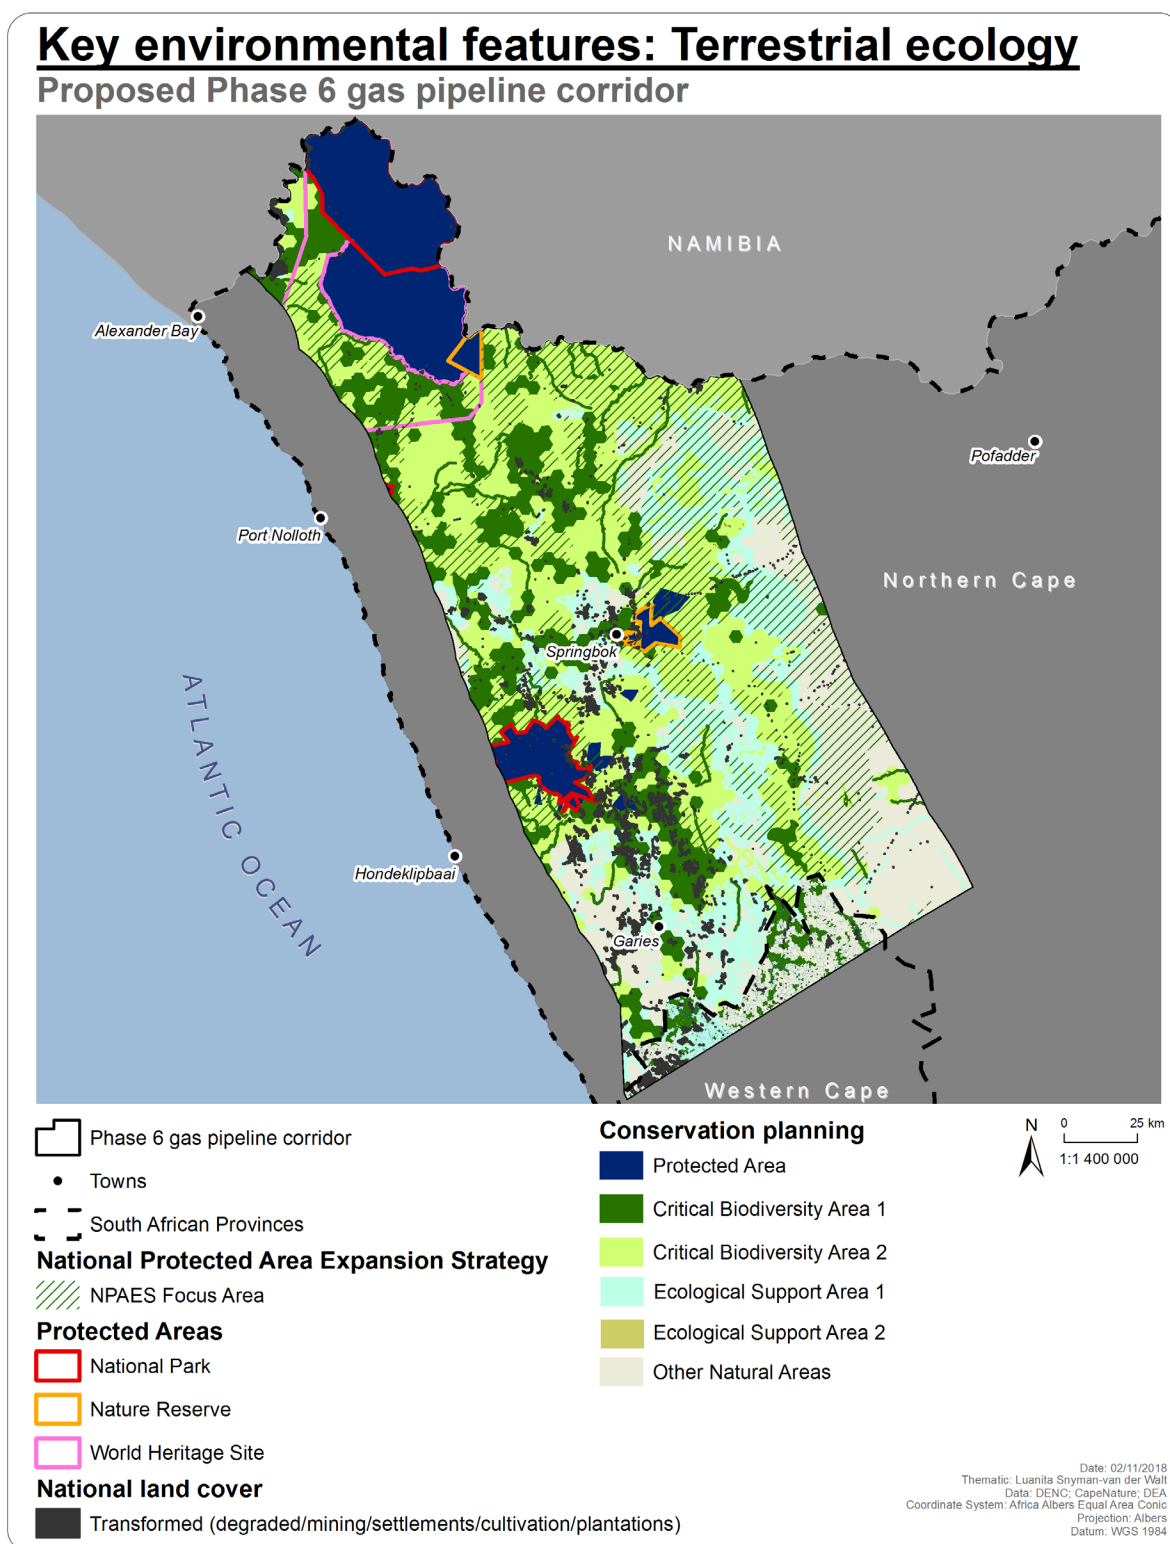 Key environmental features: Terrestrial ecology
Proposed Phase 6 gas pipeline corridor
NAMIBIA
Alexander Bay
Pofadder
Port Nolloth
Northern Cape
Springbok
ATLANTIC OCEAN
Hondeklipbaai
Garies
Western Cape
Phase 6 gas pipeline corridor
Towns
South African Provinces
National Protected Area Expansion Strategy
NPAES Focus Area
Protected Areas
National Park
Nature Reserve
World Heritage Site
National land cover
Transformed (degraded/mining/settlements/cultivation/plantations)
Conservation planning
Protected Area
Critical Biodiversity Area 1
Critical Biodiversity Area 2
Ecological Support Area 1
Ecological Support Area 2
Other Natural Areas
N
0 25 km
1:1 400 000
Date: 02/11/2018
Thematic: Luanita Snyman-van der Walt
Data: DENC; CapeNature; DEA
Coordinate System: Africa Albers Equal Area Conic
Projection: Albers
Datum: WGS 1984